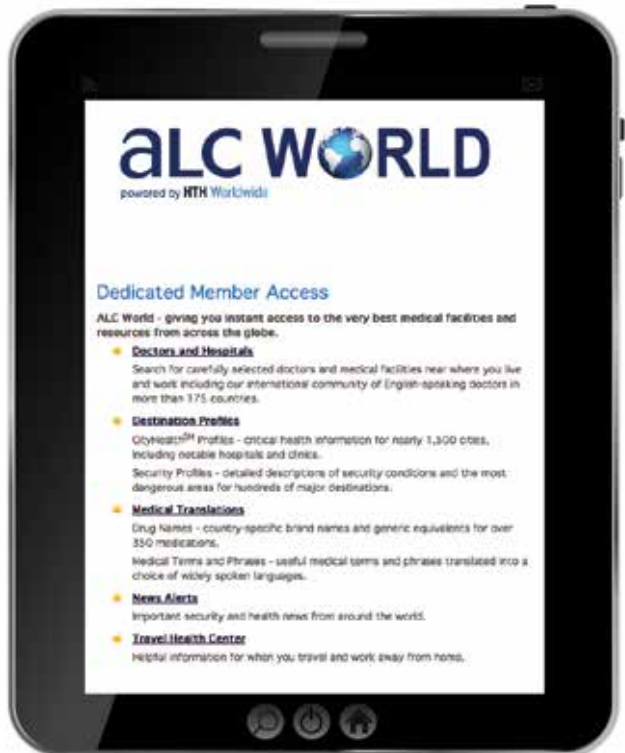 aLC WORLD
powered by HTH Worldwide
Dedicated Member Access
ALC World - giving you instant access to the very best medical facilities and
resources from across the globe.
Doctors and Hospitals
Search for carefully selected doctors and medical facilities near where you live
and work including our international community of English-speaking doctors in
more than 175 countries.
Destination Profiles
CityHealth℠ Profiles - critical health information for nearly 1,500 cities,
including notable hospitals and clinics.
Security Profiles - detailed descriptions of security conditions and the most
dangerous areas for hundreds of major destinations.
Medical Translations
Drug Names - country-specific brand names and generic equivalents for over
350 medications.
Medical Terms and Phrases - useful medical terms and phrases translated into a
choice of widely spoken languages.
News Alerts
Important security and health news from around the world.
Travel Health Center
Helpful information for when you travel and work away from home.